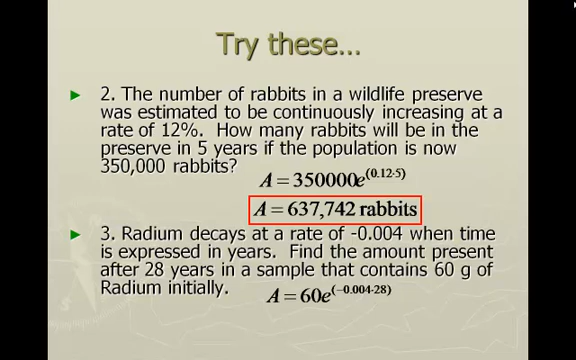 Try these...
► 2. The number of rabbits in a wildlife preserve
was estimated to be continuously increasing at a
rate of 12%. How many rabbits will be in the
preserve in 5 years if the population is now
350,000 rabbits?
A = 350000e^(0.12·5)
A = 637,742 rabbits
► 3. Radium decays at a rate of -0.004 when time
is expressed in years. Find the amount present
after 28 years in a sample that contains 60 g of
Radium initially.
A = 60e^(−0.004·28)